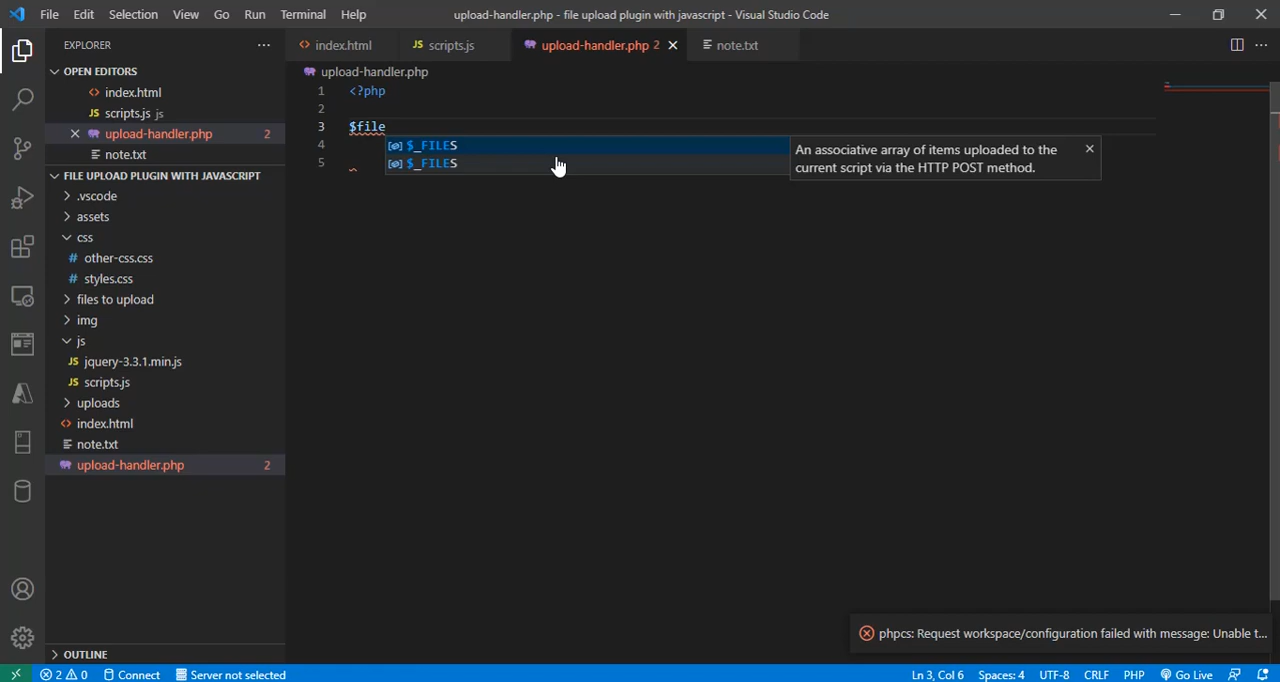 File Edit Selection View Go Run Terminal Help
upload-handler.php - file upload plugin with javascript - Visual Studio Code
EXPLORER
OPEN EDITORS
index.html
JS scripts.js js
upload-handler.php 2
note.txt
FILE UPLOAD PLUGIN WITH JAVASCRIPT
.vscode
assets
css
# other-css.css
# styles.css
files to upload
img
js
JS jquery-3.3.1.min.js
JS scripts.js
uploads
index.html
note.txt
upload-handler.php 2
OUTLINE
index.html
JS scripts.js
upload-handler.php 2
note.txt
upload-handler.php
1 <?php
2
3 $file
4
5
$_FILES
$_FILES
An associative array of items uploaded to the
current script via the HTTP POST method.
phpcs: Request workspace/configuration failed with message: Unable t...
2 0 Connect Server not selected
Ln 3, Col 6 Spaces: 4 UTF-8 CRLF PHP Go Live